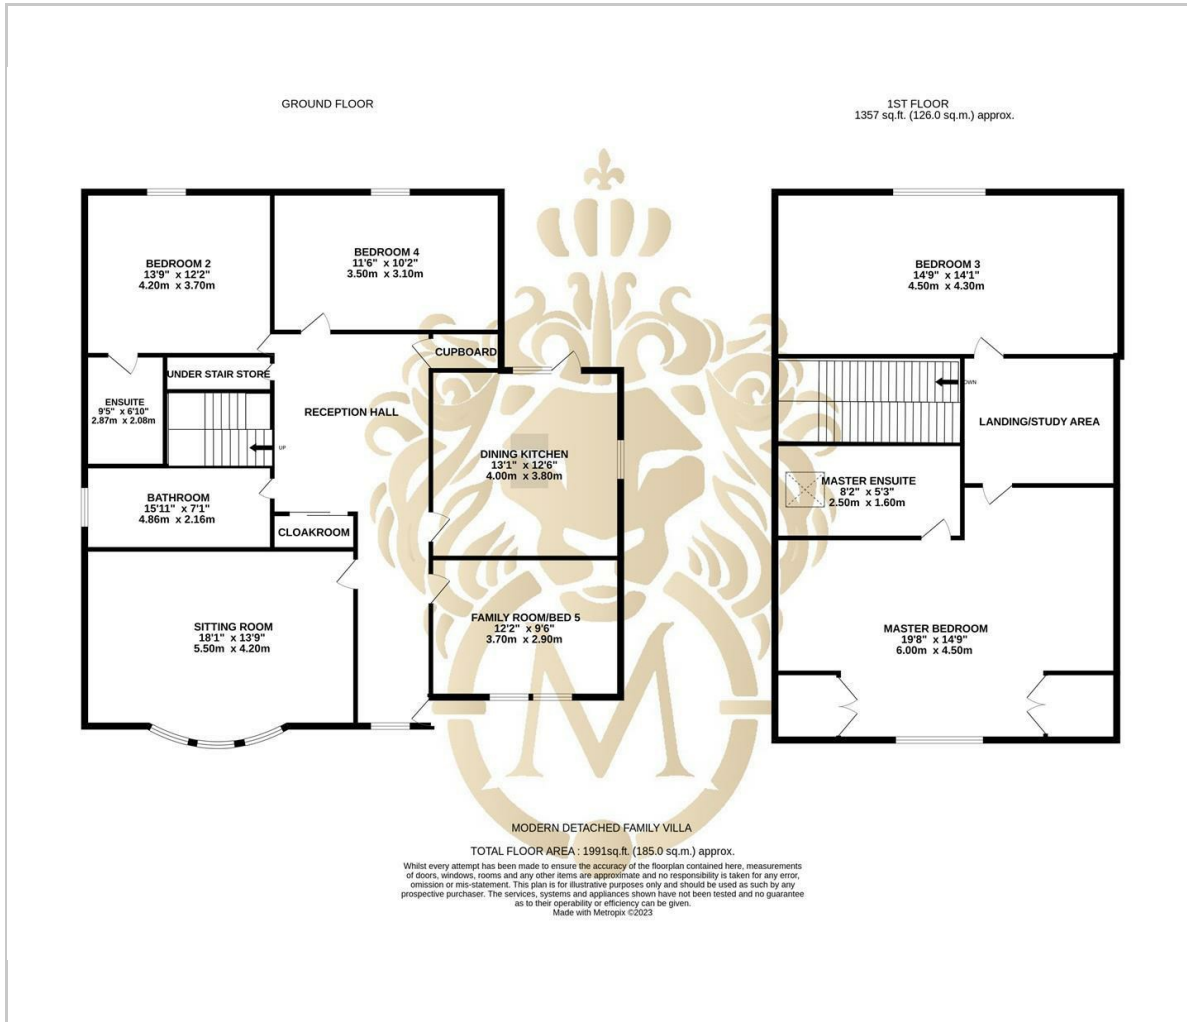 GROUND FLOOR
1ST FLOOR
1357 sq.ft. (126.0 sq.m.) approx.
BEDROOM 2
13'9" x 12'2"
4.20m x 3.70m
BEDROOM 4
11'6" x 10'2"
3.50m x 3.10m
CUPBOARD
UNDER STAIR STORE
ENSUITE
9'5" x 6'10"
2.87m x 2.08m
RECEPTION HALL
UP
DINING KITCHEN
13'1" x 12'6"
4.00m x 3.80m
BATHROOM
15'11" x 7'1"
4.86m x 2.16m
CLOAKROOM
SITTING ROOM
18'1" x 13'9"
5.50m x 4.20m
FAMILY ROOM/BED 5
12'2" x 9'6"
3.70m x 2.90m
BEDROOM 3
14'9" x 14'1"
4.50m x 4.30m
DOWN
LANDING/STUDY AREA
MASTER ENSUITE
8'2" x 5'3"
2.50m x 1.60m
MASTER BEDROOM
19'8" x 14'9"
6.00m x 4.50m
M
MODERN DETACHED FAMILY VILLA
TOTAL FLOOR AREA : 1991sq.ft. (185.0 sq.m.) approx.
Whilst every attempt has been made to ensure the accuracy of the floorplan contained here, measurements
of doors, windows, rooms and any other items are approximate and no responsibility is taken for any error,
omission or mis-statement. This plan is for illustrative purposes only and should be used as such by any
prospective purchaser. The services, systems and appliances shown have not been tested and no guarantee
as to their operability or efficiency can be given.
Made with Metropix ©2023